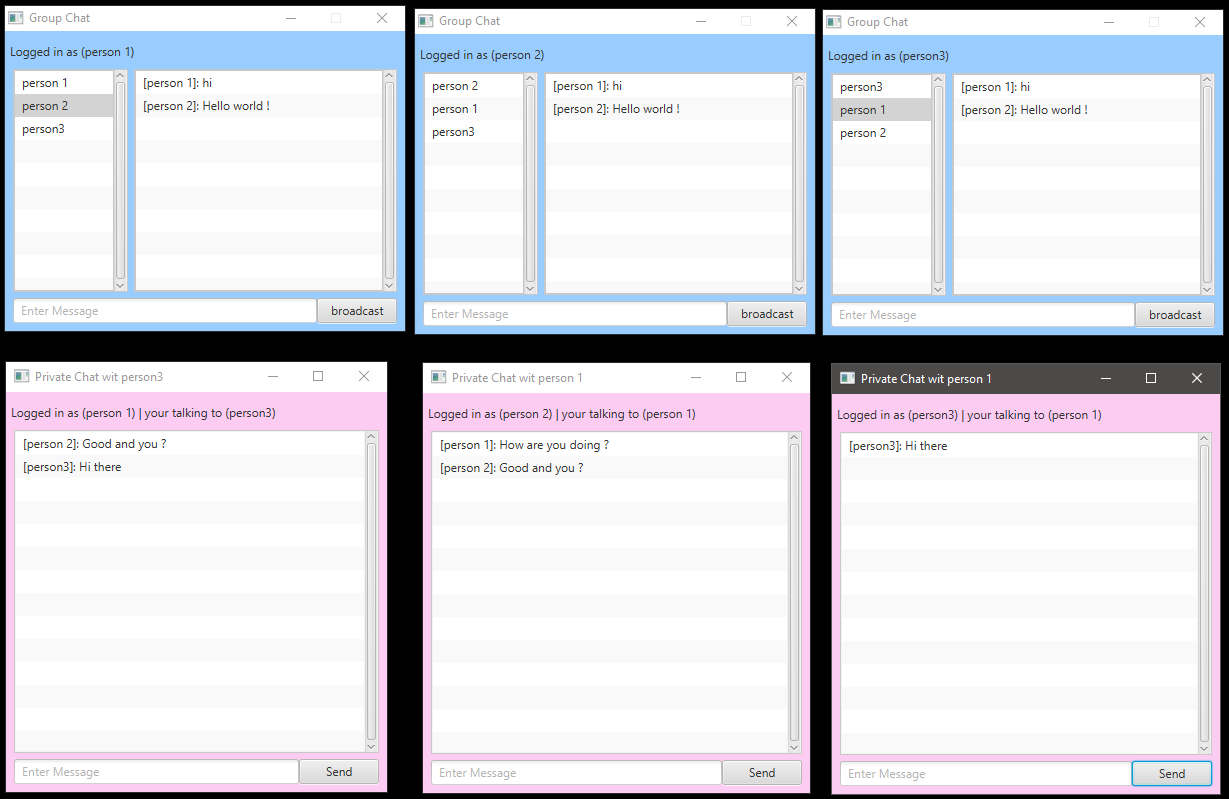 Group Chat
Logged in as (person 1)
person 1
person 2
person3
[person 1]: hi
[person 2]: Hello world !
Enter Message
broadcast
Group Chat
Logged in as (person 2)
person 2
person 1
person3
[person 1]: hi
[person 2]: Hello world !
Enter Message
broadcast
Group Chat
Logged in as (person3)
person3
person 1
person 2
[person 1]: hi
[person 2]: Hello world !
Enter Message
broadcast
Private Chat wit person3
Logged in as (person 1) | your talking to (person3)
[person 2]: Good and you ?
[person3]: Hi there
Enter Message
Send
Private Chat wit person 1
Logged in as (person 2) | your talking to (person 1)
[person 1]: How are you doing ?
[person 2]: Good and you ?
Enter Message
Send
Private Chat wit person 1
Logged in as (person3) | your talking to (person 1)
[person3]: Hi there
Enter Message
Send